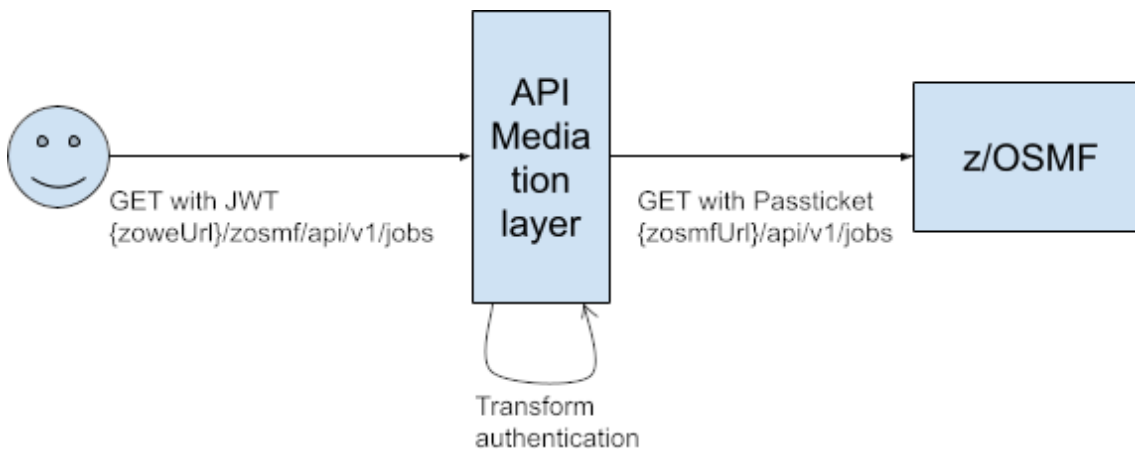 API
Media
tion
layer
z/OSMF
GET with JWT
{zoweUrl}/zosmf/api/v1/jobs
GET with Passticket
{zosmfUrl}/api/v1/jobs
Transform
authentication